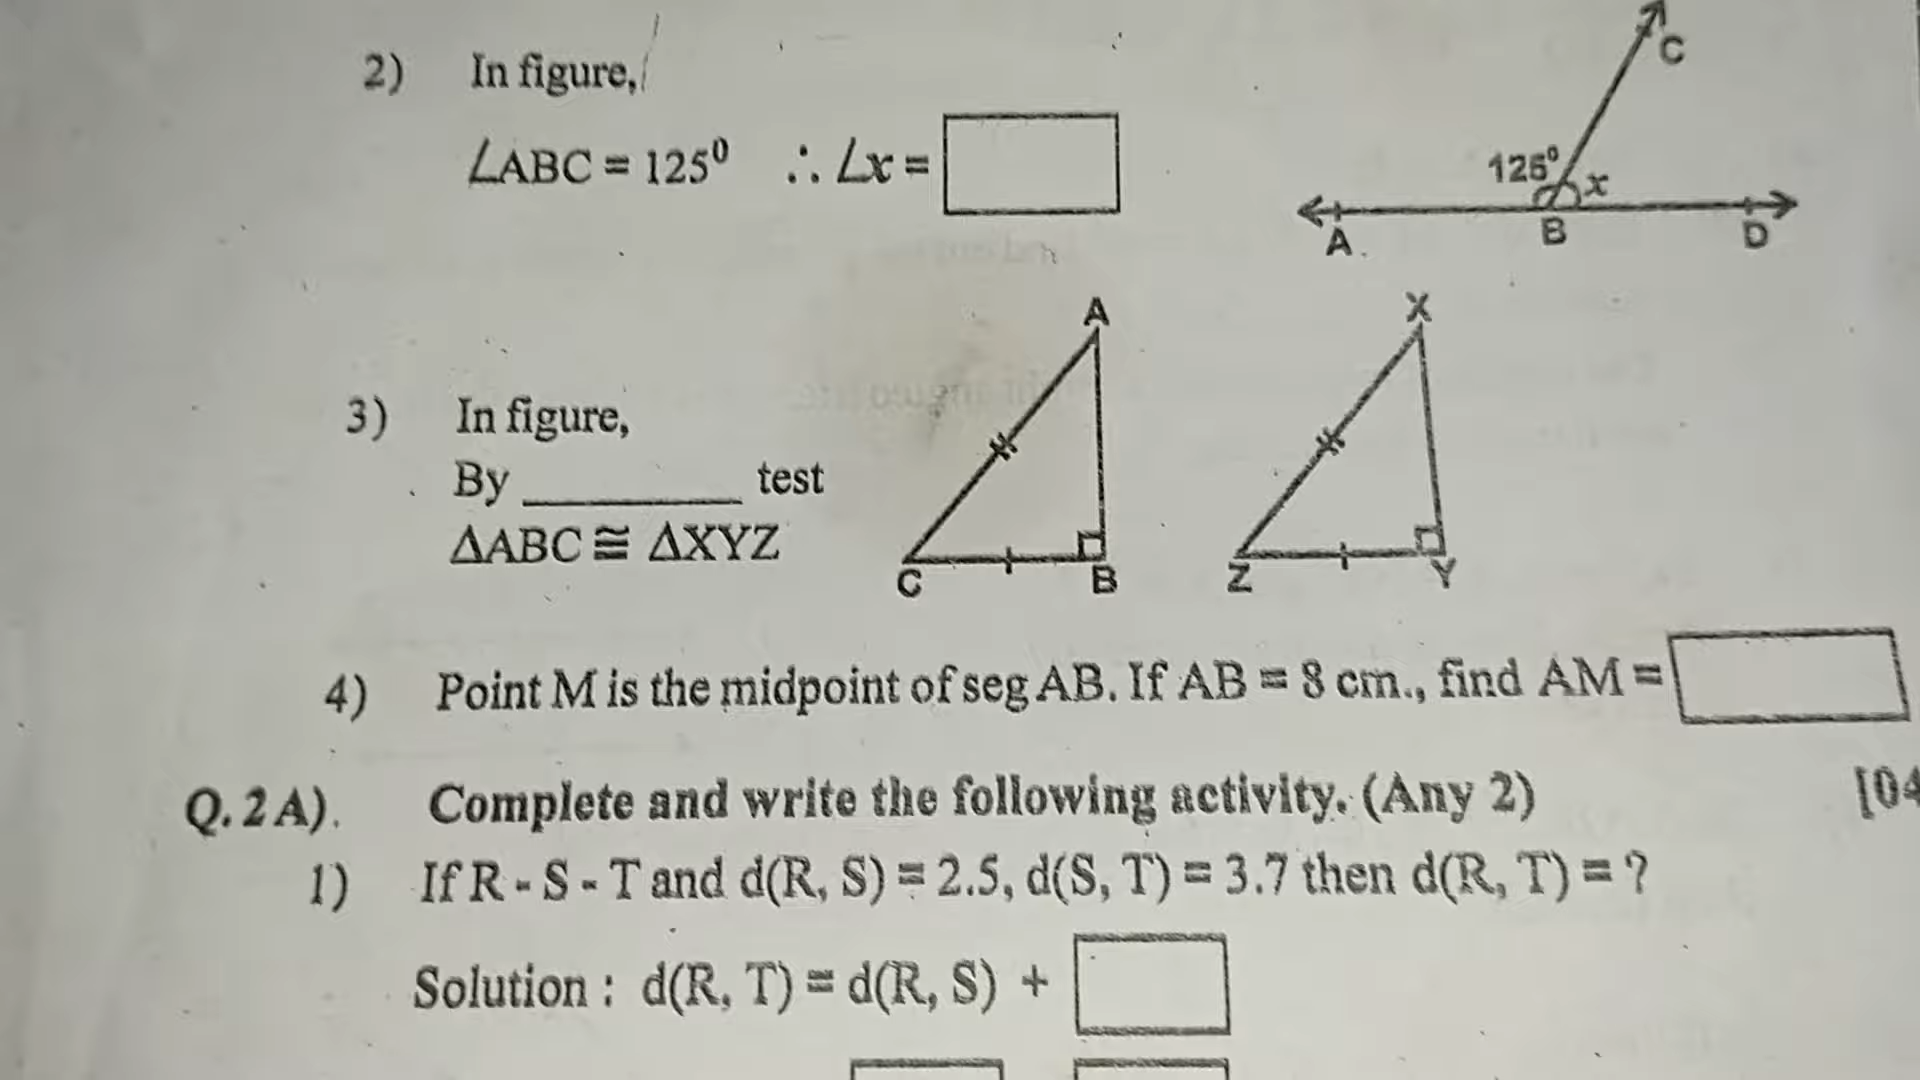 2) In figure,
∠ABC = 125⁰ ∴ ∠x =
C
125⁰ x
A B D
A X
3) In figure,
By ________ test
ΔABC ≅ ΔXYZ
C B Z Y
4) Point M is the midpoint of seg AB. If AB = 8 cm., find AM =
Q. 2 A). Complete and write the following activity. (Any 2) [04
1) If R - S - T and d(R, S) = 2.5, d(S, T) = 3.7 then d(R, T) = ?
Solution : d(R, T) = d(R, S) +